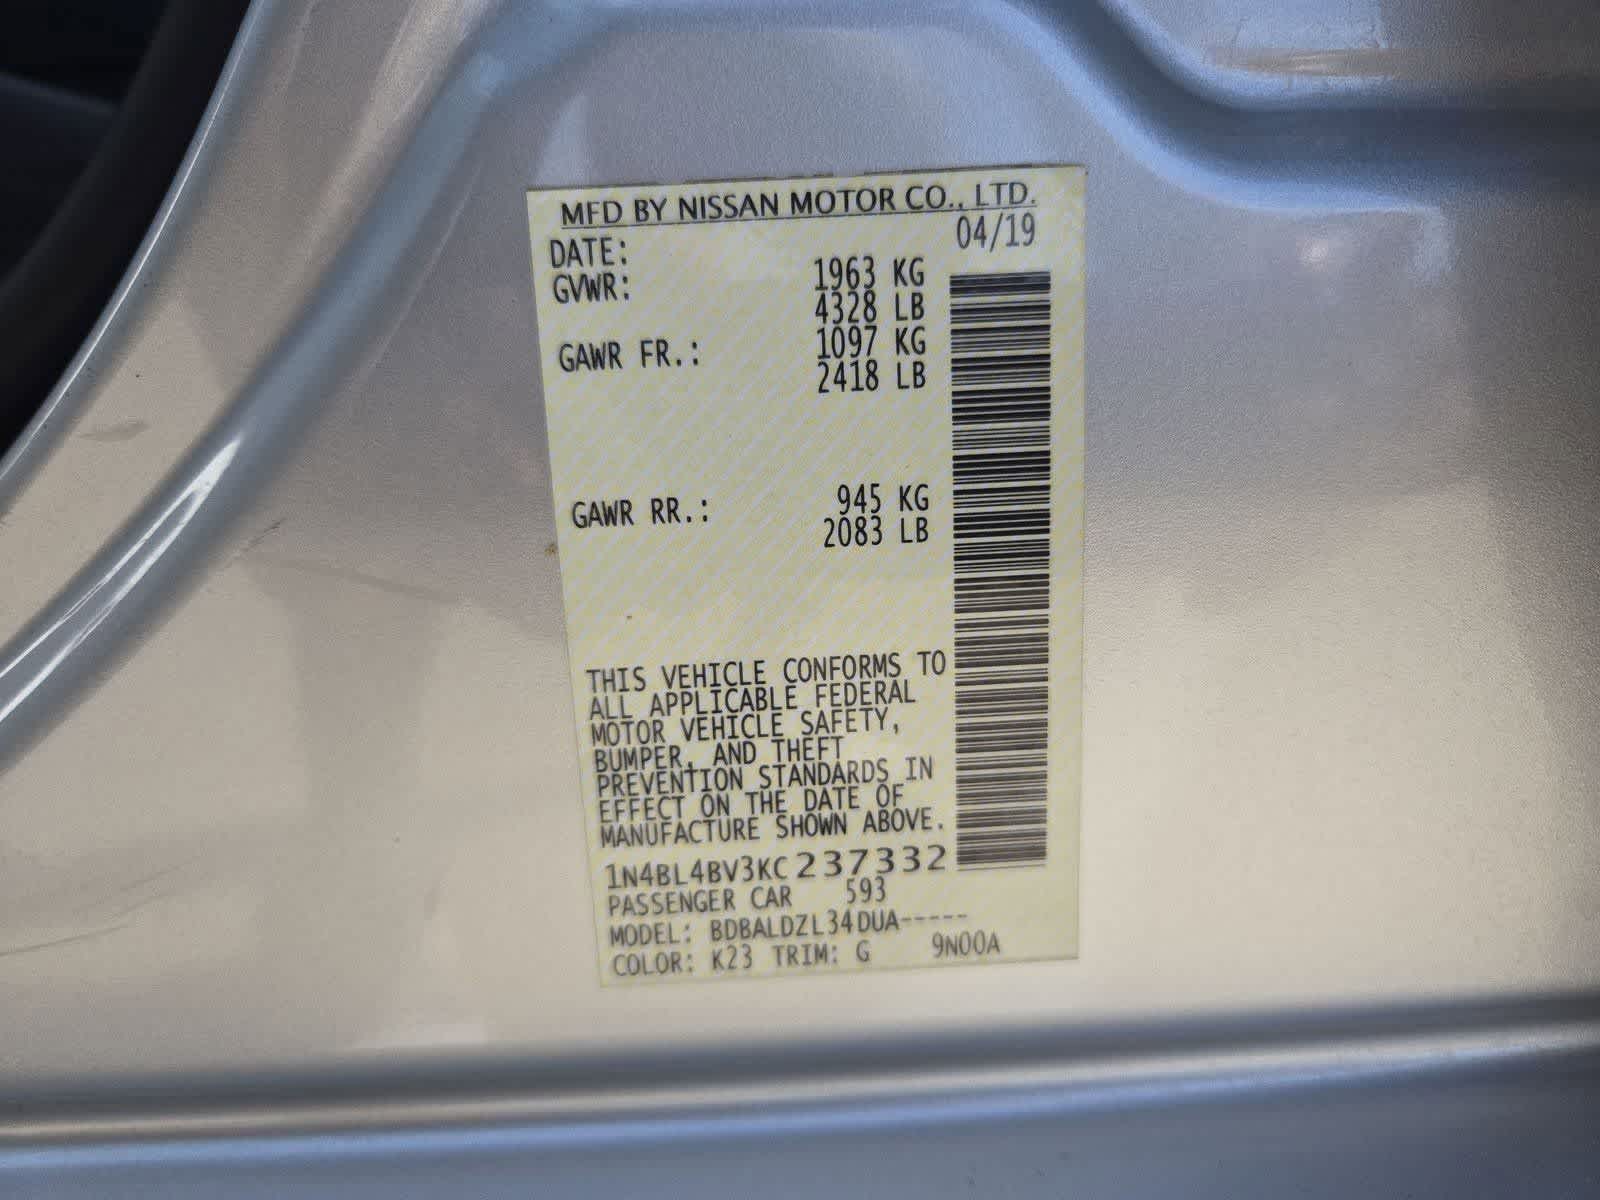 MFD BY NISSAN MOTOR CO., LTD.
DATE: 04/19
GVWR: 1963 KG
4328 LB
GAWR FR.: 1097 KG
2418 LB
GAWR RR.: 945 KG
2083 LB
THIS VEHICLE CONFORMS TO
ALL APPLICABLE FEDERAL
MOTOR VEHICLE SAFETY,
BUMPER, AND THEFT
PREVENTION STANDARDS IN
EFFECT ON THE DATE OF
MANUFACTURE SHOWN ABOVE.
1N4BL4BV3KC237332
PASSENGER CAR 593
MODEL: BDBALDZL34DUA-----
COLOR: K23 TRIM: G 9N00A